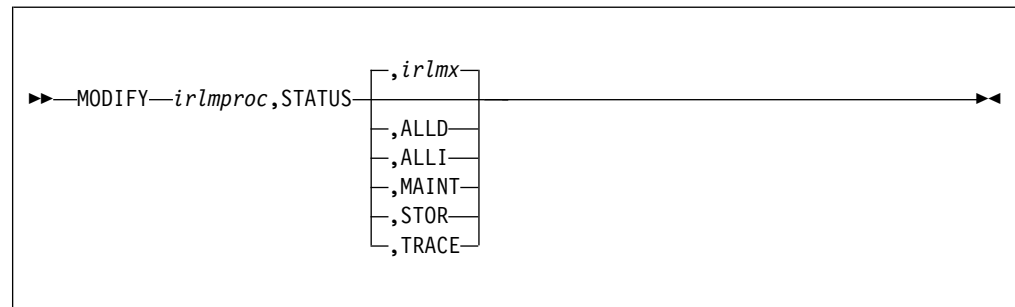 ,irlmx
MODIFY irlmproc,STATUS
,ALLD
,ALLI
,MAINT
,STOR
,TRACE